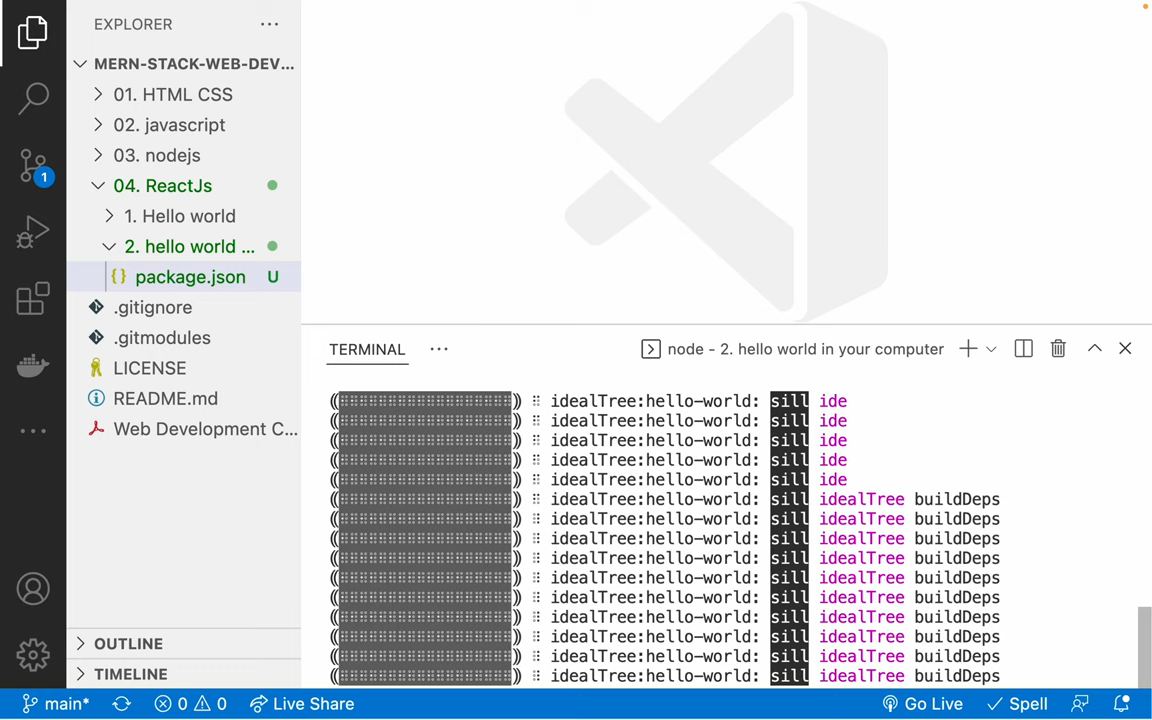 EXPLORER
MERN-STACK-WEB-DEV...
01. HTML CSS
02. javascript
03. nodejs
04. ReactJs
1. Hello world
2. hello world ...
{} package.json U
.gitignore
.gitmodules
LICENSE
README.md
Web Development C...
OUTLINE
TIMELINE
1
TERMINAL
node - 2. hello world in your computer
idealTree:hello-world: sill ide
idealTree:hello-world: sill ide
idealTree:hello-world: sill ide
idealTree:hello-world: sill ide
idealTree:hello-world: sill ide
idealTree:hello-world: sill idealTree buildDeps
idealTree:hello-world: sill idealTree buildDeps
idealTree:hello-world: sill idealTree buildDeps
idealTree:hello-world: sill idealTree buildDeps
idealTree:hello-world: sill idealTree buildDeps
idealTree:hello-world: sill idealTree buildDeps
idealTree:hello-world: sill idealTree buildDeps
idealTree:hello-world: sill idealTree buildDeps
idealTree:hello-world: sill idealTree buildDeps
idealTree:hello-world: sill idealTree buildDeps
main* 0 0 Live Share Go Live Spell